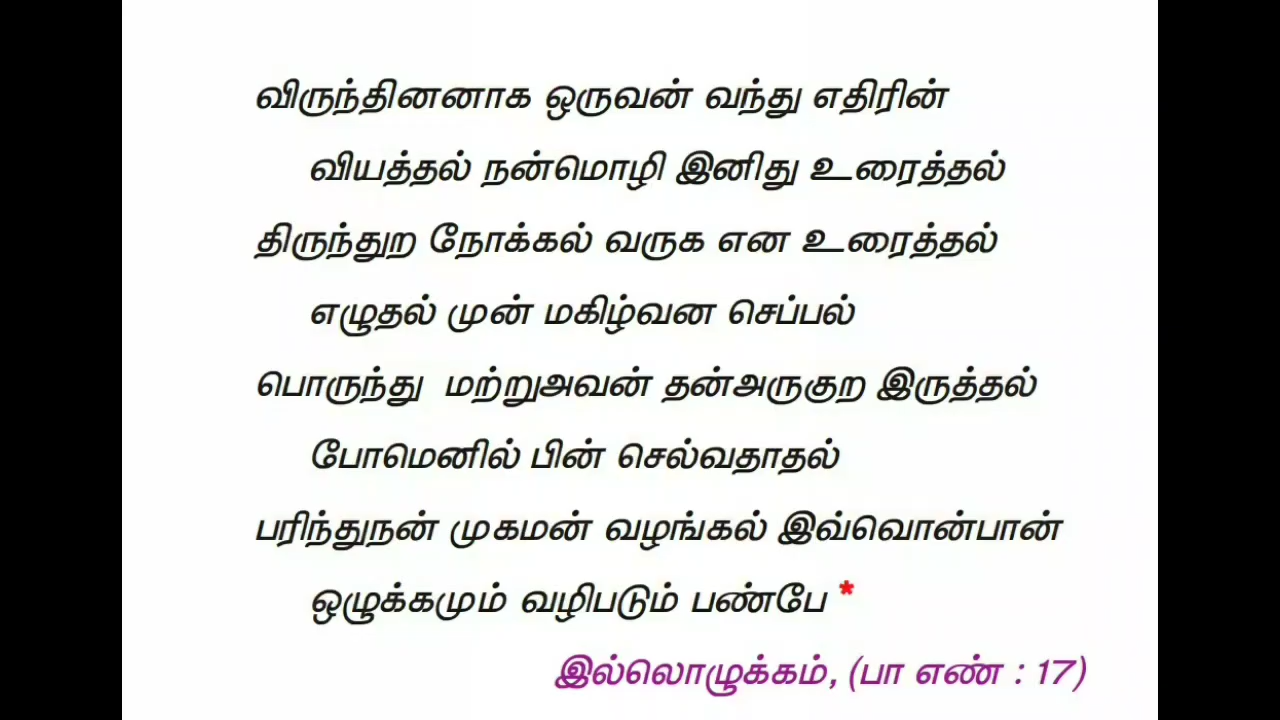 விருந்தினனாக ஒருவன் வந்து எதிரின்
வியத்தல் நன்மொழி இனிது உரைத்தல்
திருந்துற நோக்கல் வருக என உரைத்தல்
எழுதல் முன் மகிழ்வன செப்பல்
பொருந்து மற்றுஅவன் தன்அருகுற இருத்தல்
போமெனில் பின் செல்வதாதல்
பரிந்துநன் முகமன் வழங்கல் இவ்வொன்பான்
ஒழுக்கமும் வழிபடும் பண்பே *
இல்லொழுக்கம், (பா எண் : 17)